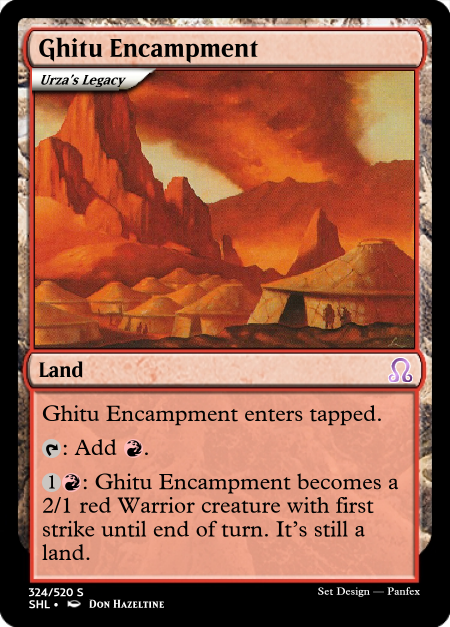 Ghitu Encampment
Urza's Legacy
Land
Ghitu Encampment enters tapped.
: Add .
1: Ghitu Encampment becomes a
2/1 red Warrior creature with first
strike until end of turn. It's still a
land.
324/520 S
Set Design — Panfex
SHL • Don Hazeltine